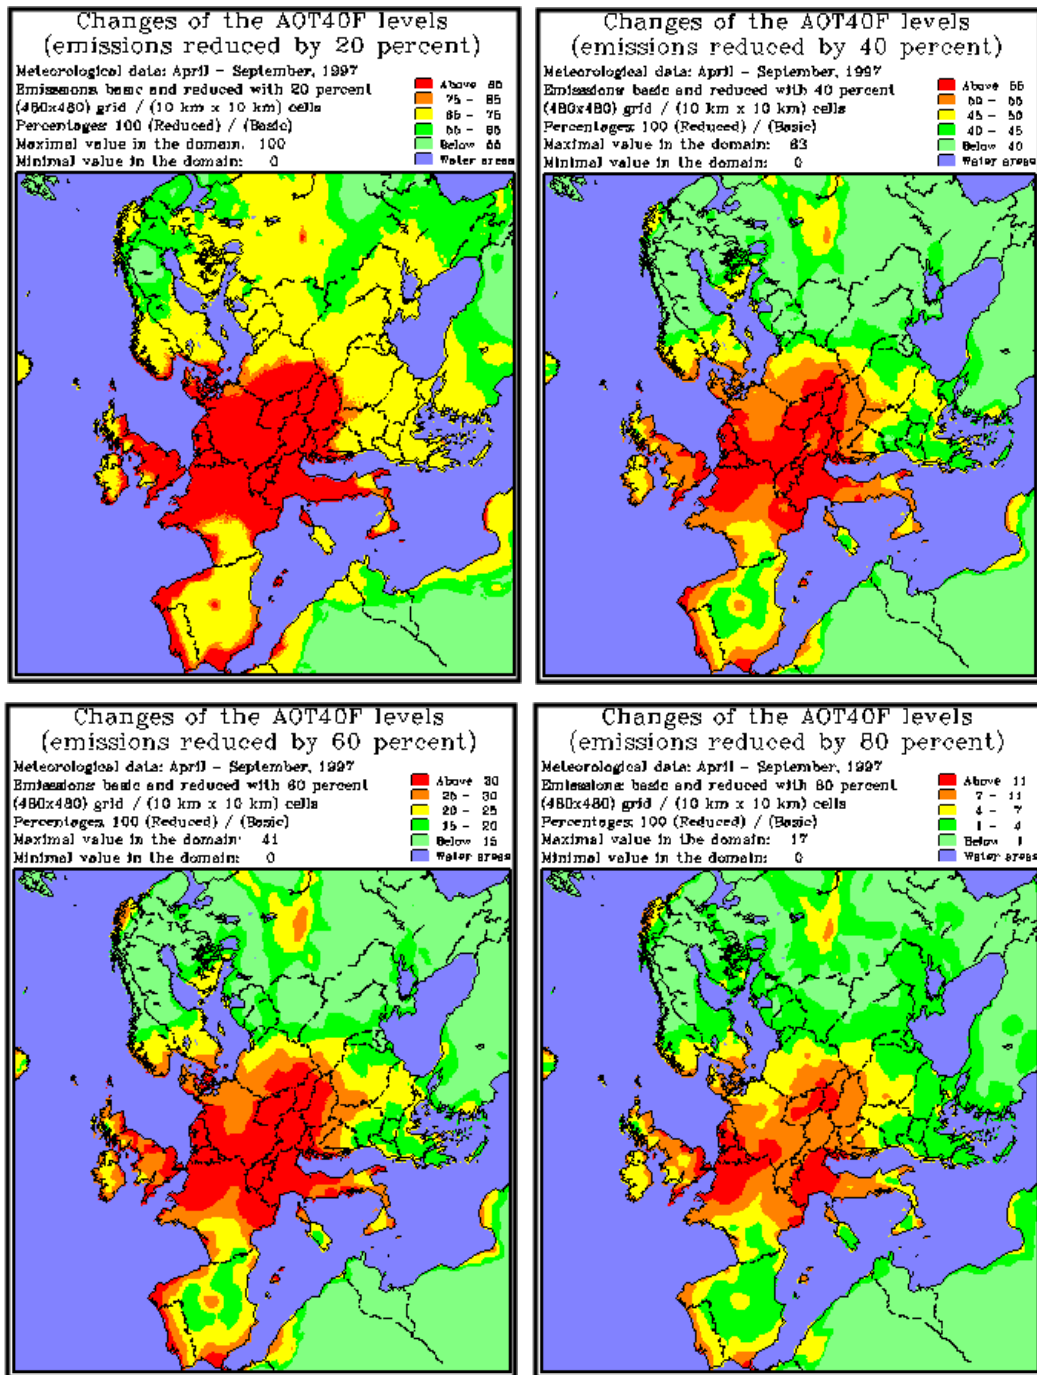 Changes of the AOT40F levels
(emissions reduced by 20 percent)
Meteorological data: April - September, 1997
Emissions: basic and reduced with 20 percent
(480x480) grid / (10 km x 10 km) cells
Percentages: 100 (Reduced) / (Basic)
Maximal value in the domain: 100
Minimal value in the domain: 0
Above 85
75 - 85
65 - 75
55 - 65
Below 55
Water areas
Changes of the AOT40F levels
(emissions reduced by 40 percent)
Meteorological data: April - September, 1997
Emissions: basic and reduced with 40 percent
(480x480) grid / (10 km x 10 km) cells
Percentages: 100 (Reduced) / (Basic)
Maximal value in the domain: 63
Minimal value in the domain: 0
Above 55
50 - 55
45 - 50
40 - 45
Below 40
Water areas
Changes of the AOT40F levels
(emissions reduced by 60 percent)
Meteorological data: April - September, 1997
Emissions: basic and reduced with 60 percent
(480x480) grid / (10 km x 10 km) cells
Percentages: 100 (Reduced) / (Basic)
Maximal value in the domain: 41
Minimal value in the domain: 0
Above 30
25 - 30
20 - 25
15 - 20
Below 15
Water areas
Changes of the AOT40F levels
(emissions reduced by 80 percent)
Meteorological data: April - September, 1997
Emissions: basic and reduced with 80 percent
(480x480) grid / (10 km x 10 km) cells
Percentages: 100 (Reduced) / (Basic)
Maximal value in the domain: 17
Minimal value in the domain: 0
Above 11
7 - 11
4 - 7
1 - 4
Below 1
Water areas